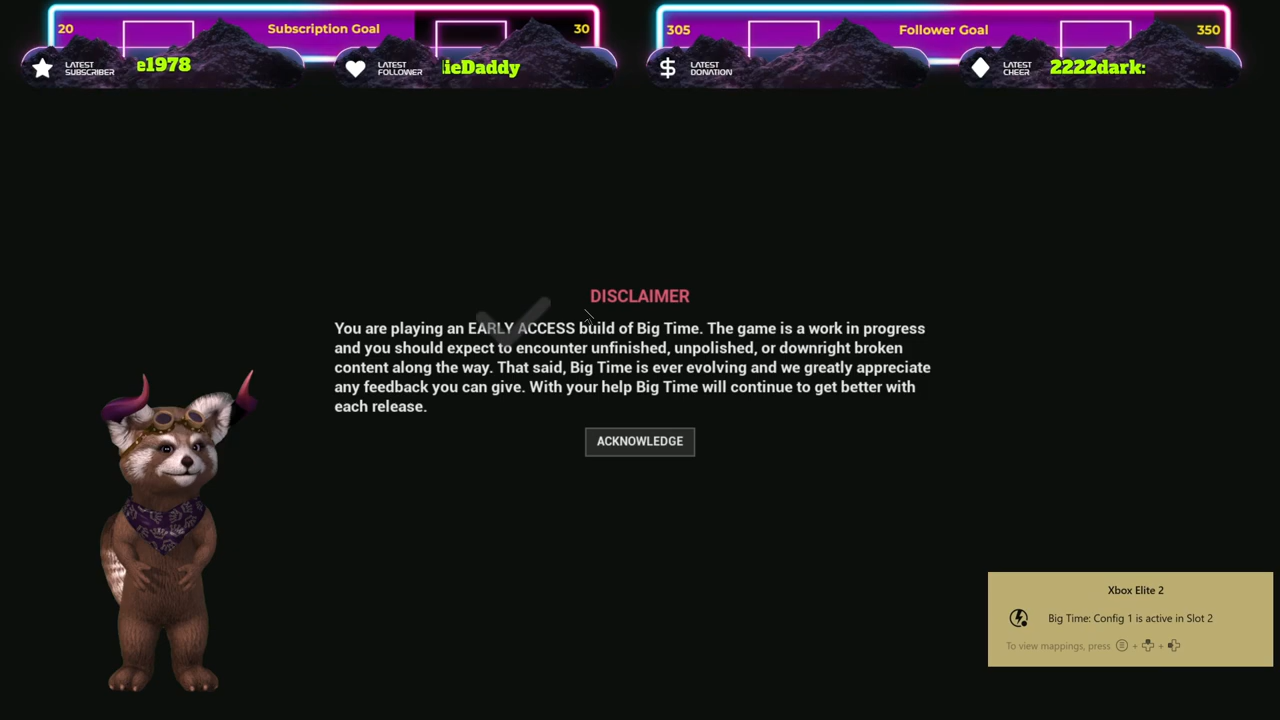 20 Subscription Goal 30
305 Follower Goal 350
LATEST SUBSCRIBER e1978
LATEST FOLLOWER ieDaddy
LATEST DONATION
LATEST CHEER 2222dark:
DISCLAIMER
You are playing an EARLY ACCESS build of Big Time. The game is a work in progress
and you should expect to encounter unfinished, unpolished, or downright broken
content along the way. That said, Big Time is ever evolving and we greatly appreciate
any feedback you can give. With your help Big Time will continue to get better with
each release.
ACKNOWLEDGE
Xbox Elite 2
Big Time: Config 1 is active in Slot 2
To view mappings, press + +